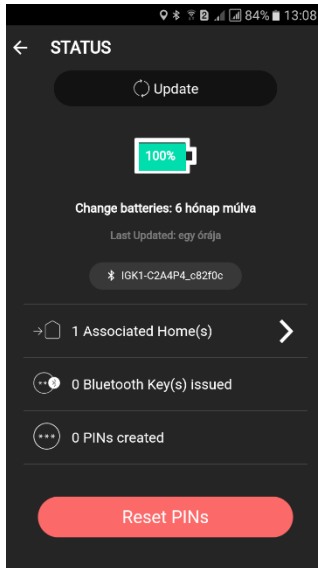 84% 13:08
STATUS
Update
100%
Change batteries: 6 hónap múlva
Last Updated: egy órája
IGK1-C2A4P4_c82f0c
1 Associated Home(s)
0 Bluetooth Key(s) issued
0 PINs created
Reset PINs